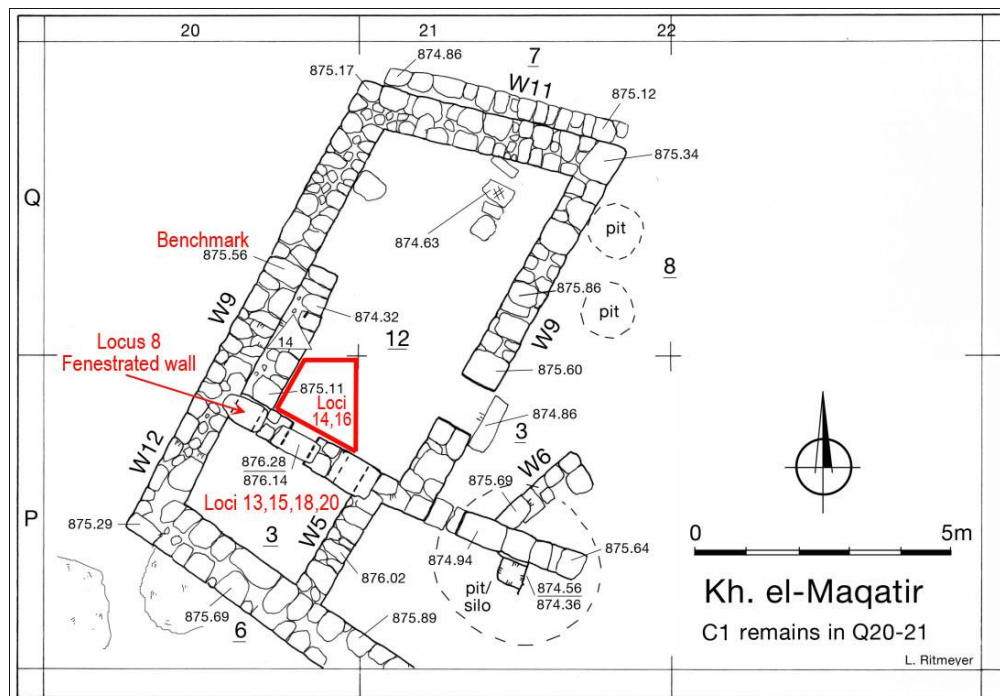 20 21 22
7
874.86
875.17
W11
875.12
875.34
Q
874.63
pit
Benchmark
875.56
8
875.86
W9
874.32
pit
12
W9
14
Locus 8
Fenestrated wall
875.60
875.11
Loci
14,16
874.86
3
W12
876.28
876.14
W6
875.69
Loci 13,15,18,20
0 5m
P
875.29
3
W5
874.94
875.64
876.02
pit/
silo
874.56
874.36
Kh. el-Maqatir
875.69
6
875.89
C1 remains in Q20-21
L. Ritmeyer